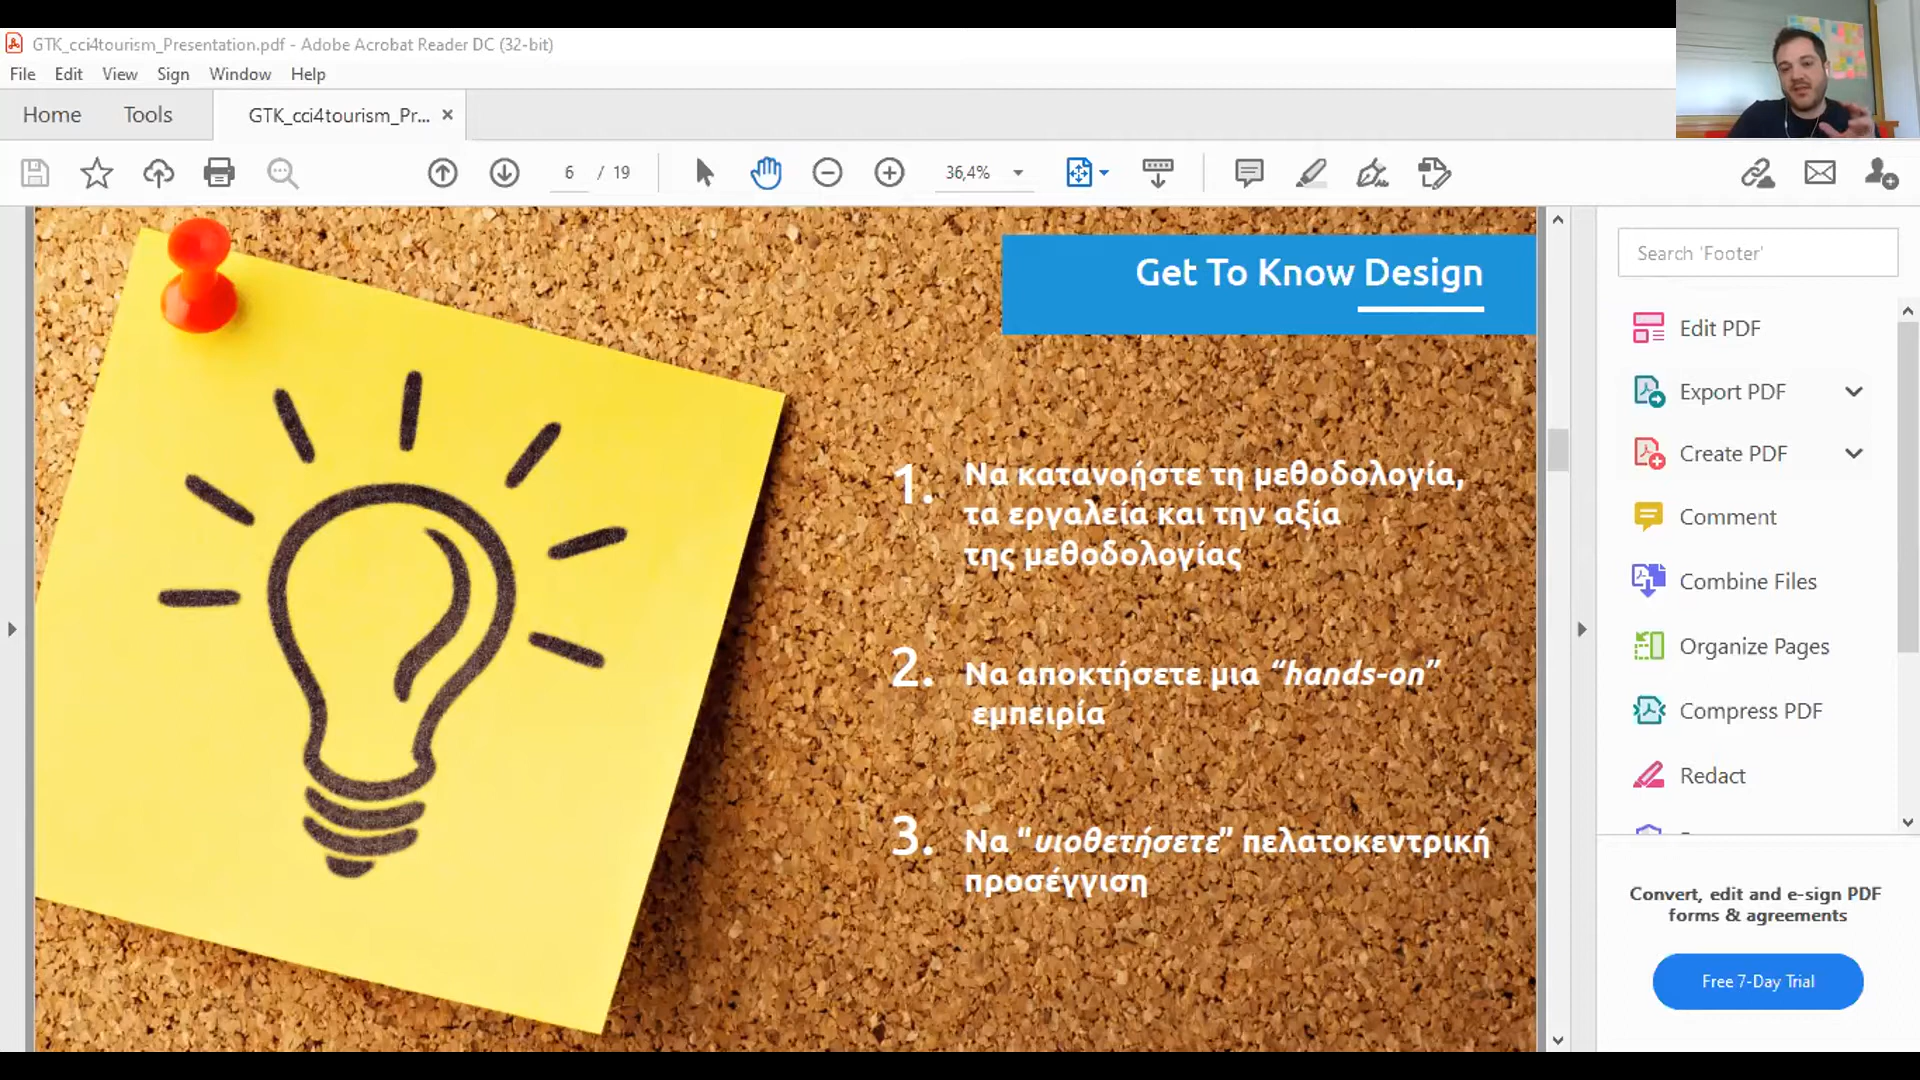 GTK_cci4tourism_Presentation.pdf - Adobe Acrobat Reader DC (32-bit)
File Edit View Sign Window Help
Home Tools GTK_cci4tourism_Pr... ×
6 / 19 36,4%
Get To Know Design
1. Να κατανοήστε τη μεθοδολογία,
τα εργαλεία και την αξία
της μεθοδολογίας
2. Να αποκτήσετε μια “hands-on”
εμπειρία
3. Να “υιοθετήσετε” πελατοκεντρική
προσέγγιση
Search 'Footer'
Edit PDF
Export PDF
Create PDF
Comment
Combine Files
Organize Pages
Compress PDF
Redact
Convert, edit and e-sign PDF
forms & agreements
Free 7-Day Trial